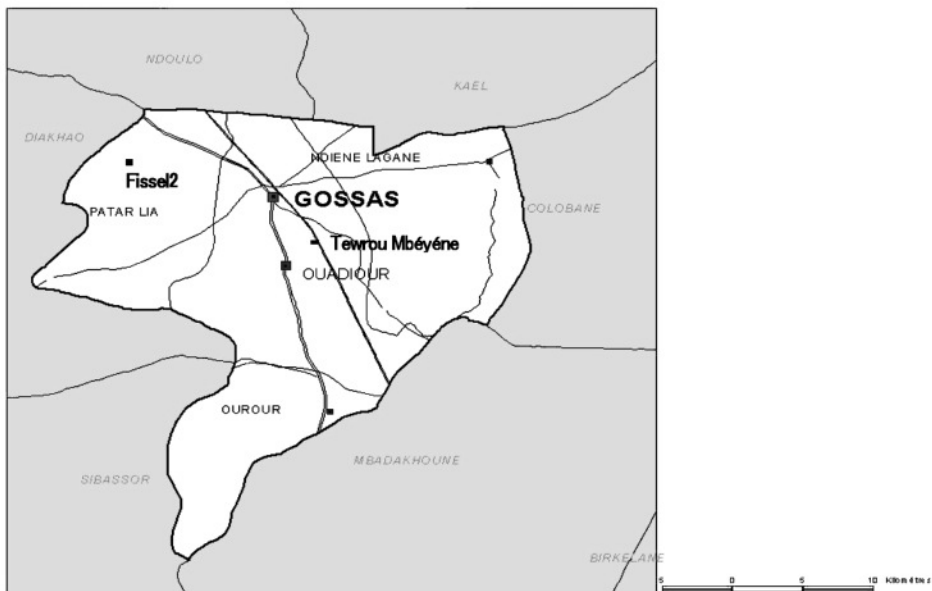 NDOULO
KAEL
DIAKHAO
NDIENE LAGANE
Fissel2
GOSSAS
PATAR LIA
COLOBANE
Tewrou Mbéyéne
OUADIOUR
OUROUR
MBADAKHOUNE
SIBASSOR
BIRKELANE
5 0 5 10 Kilométres